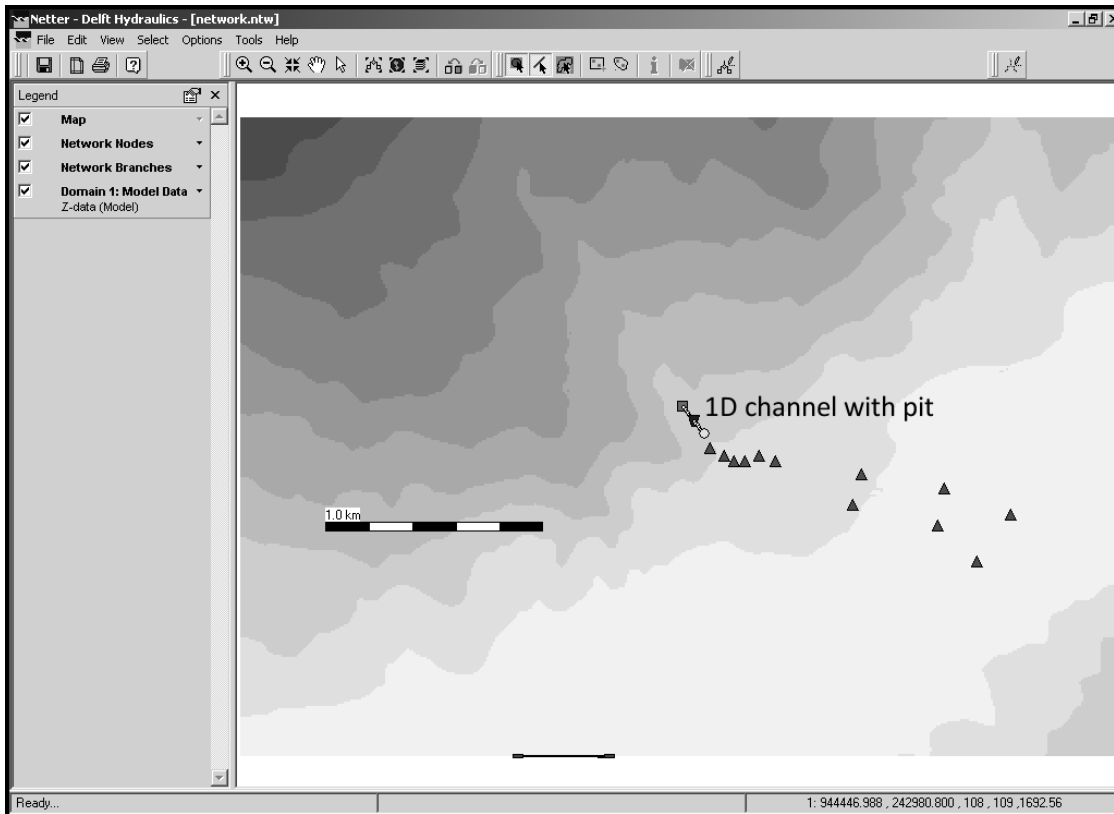 Netter - Delft Hydraulics - [network.ntw]
File Edit View Select Options Tools Help
Legend
Map
Network Nodes
Network Branches
Domain 1: Model Data
Z-data (Model)
1D channel with pit
1.0 km
Ready...
1: 944446.988 , 242980.800 , 108 , 109 ,1692.56